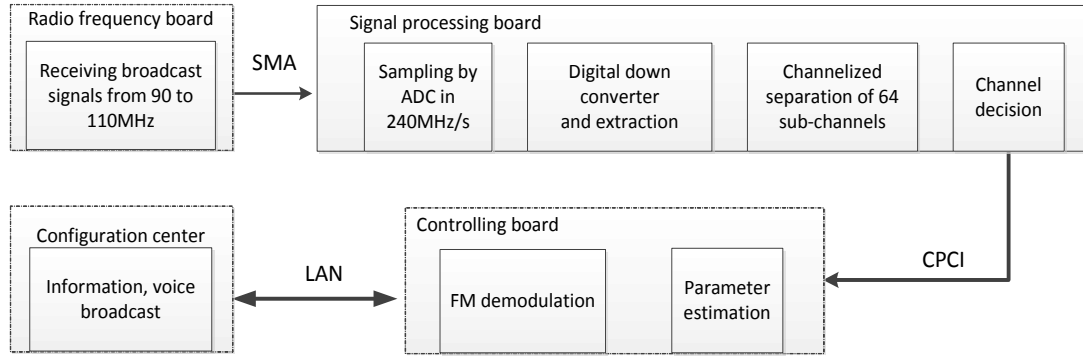 Radio frequency board
Receiving broadcast
signals from 90 to
110MHz
SMA
Signal processing board
Sampling by
ADC in
240MHz/s
Digital down
converter
and extraction
Channelized
separation of 64
sub-channels
Channel
decision
CPCI
Controlling board
FM demodulation
Parameter
estimation
LAN
Configuration center
Information, voice
broadcast